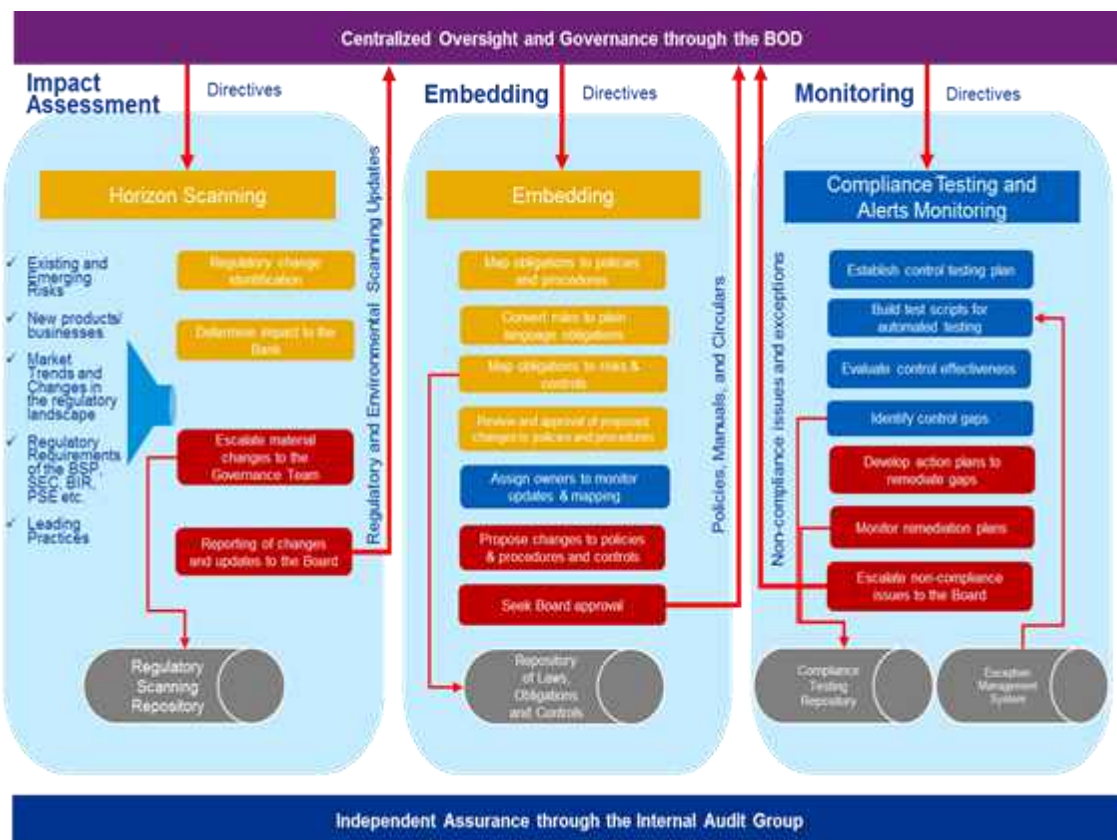 Centralized Oversight and Governance through the BOD
Impact
Assessment
Directives
Horizon Scanning
✓ Existing and
Emerging
Risks
✓ New products/
businesses
✓ Market
Trends and
Changes in
the regulatory
landscape
✓ Regulatory
Requirements
of the BSP,
SEC, BIR,
PSE etc.
✓ Leading
Practices
Regulatory change
identification
Determine impact to the
Bank
Escalate material
changes to the
Governance Team
Reporting of changes
and updates to the Board
Regulatory
Scanning
Repository
Regulatory and Environmental Scanning Updates
Embedding
Directives
Embedding
Map obligations to policies
and procedures
Convert rules to plain
language obligations
Map obligations to risks &
controls
Review and approval of proposed
changes to policies and procedures
Assign owners to monitor
updates & mapping
Propose changes to policies
& procedures and controls
Seek Board approval
Repository
of Laws,
Obligations
and Controls
Policies, Manuals, and Circulars
Monitoring
Directives
Compliance Testing and
Alerts Monitoring
Non-compliance issues and exceptions
Establish control testing plan
Build test scripts for
automated testing
Evaluate control effectiveness
Identify control gaps
Develop action plans to
remediate gaps
Monitor remediation plans
Escalate non-compliance
issues to the Board
Compliance
Testing
Repository
Exception
Management
System
Independent Assurance through the Internal Audit Group